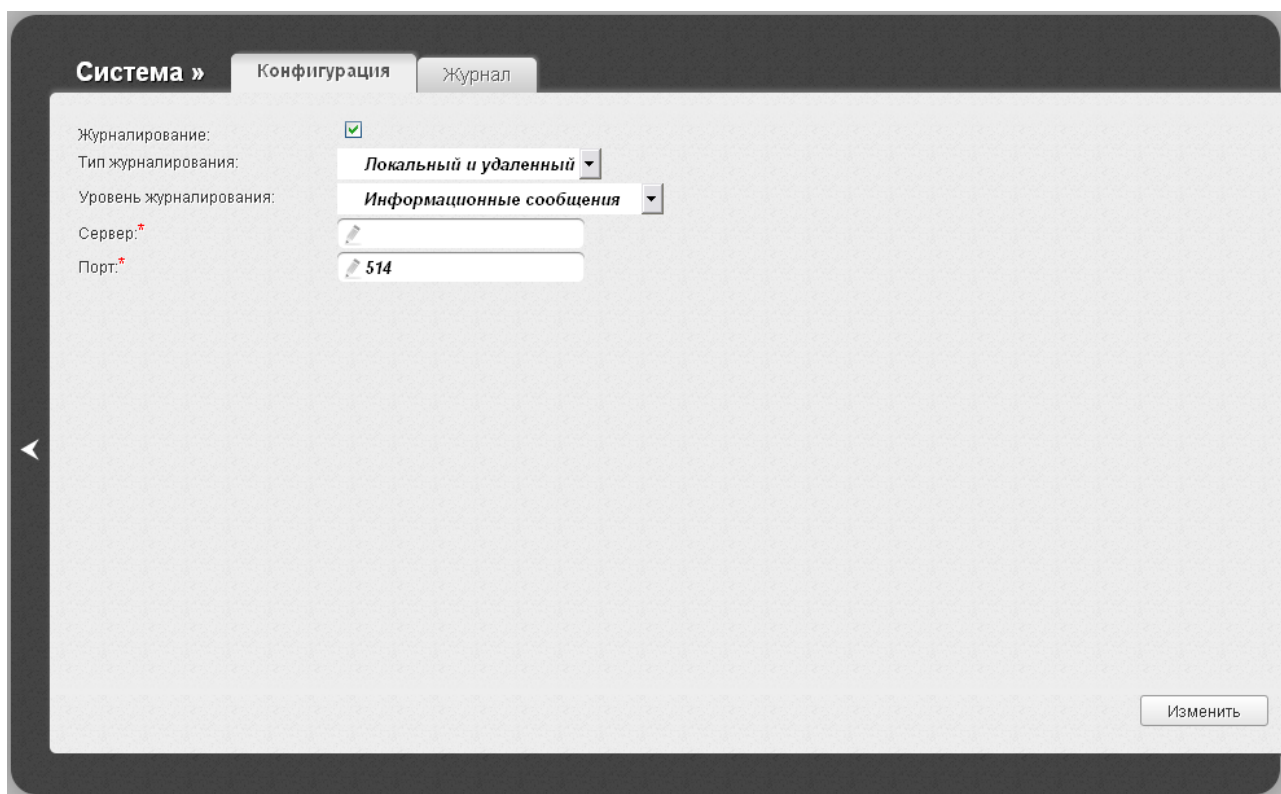 Система » Конфигурация Журнал
Журналирование:
Тип журналирования: Локальный и удаленный
Уровень журналирования: Информационные сообщения
Сервер:*
Порт:* 514
Изменить